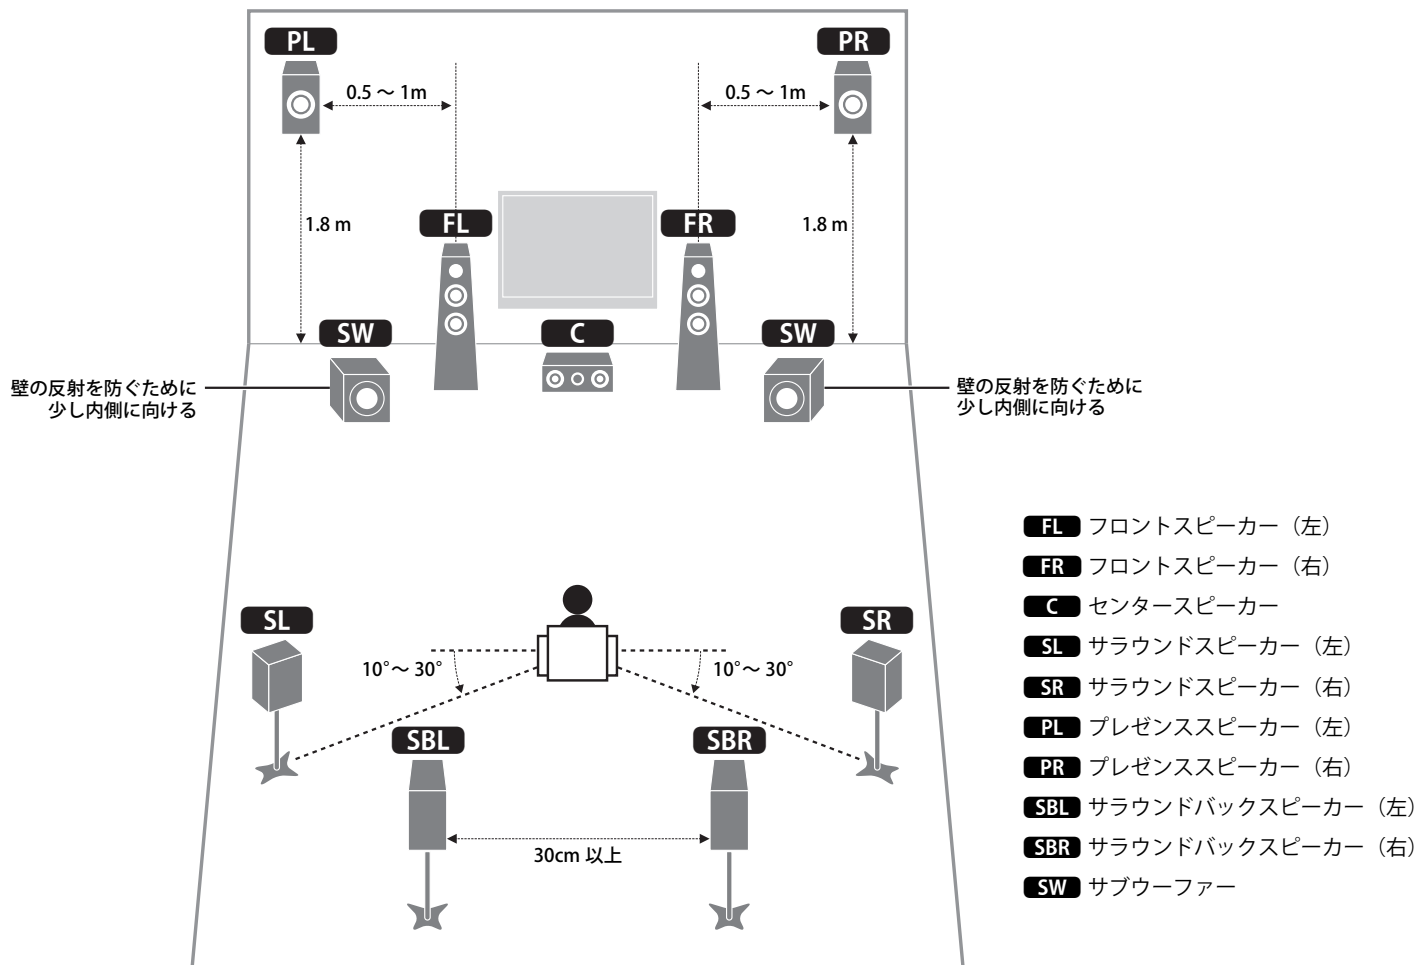 PL
PR
0.5 ～ 1m
0.5 ～ 1m
1.8 m
FL
FR
1.8 m
SW
C
SW
壁の反射を防ぐために
少し内側に向ける
壁の反射を防ぐために
少し内側に向ける
SL
SR
10°～ 30°
10°～ 30°
SBL
SBR
30cm 以上
FL フロントスピーカー（左）
FR フロントスピーカー（右）
C センタースピーカー
SL サラウンドスピーカー（左）
SR サラウンドスピーカー（右）
PL プレゼンススピーカー（左）
PR プレゼンススピーカー（右）
SBL サラウンドバックスピーカー（左）
SBR サラウンドバックスピーカー（右）
SW サブウーファー